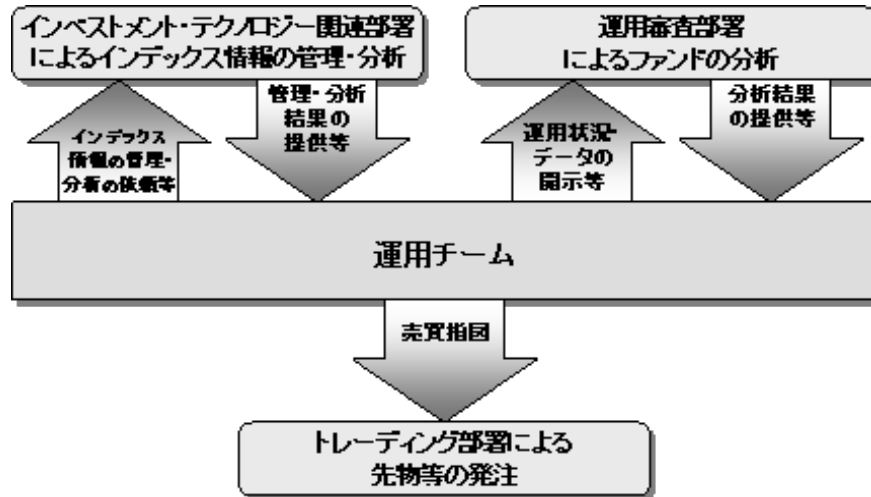 インベストメント・テクノロジー関連部署
によるインデックス情報の管理・分析
運用審査部署
によるファンドの分析
インデックス
情報の管理・
分析の依頼等
管理・分析
結果の
提供等
運用状況・
データの
開示等
分析結果
の提供等
運用チーム
売買指図
トレーディング部署による
先物等の発注